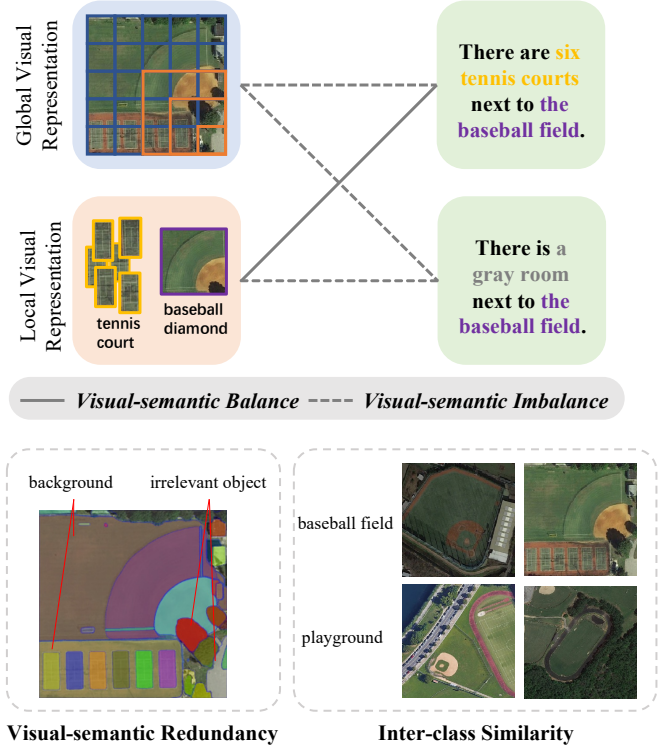 Global Visual
Representation
There are six
tennis courts
next to the
baseball field.
Local Visual
Representation
tennis
court
baseball
diamond
There is a
gray room
next to the
baseball field.
Visual-semantic Balance
Visual-semantic Imbalance
background
irrelevant object
baseball field
playground
Visual-semantic Redundancy
Inter-class Similarity